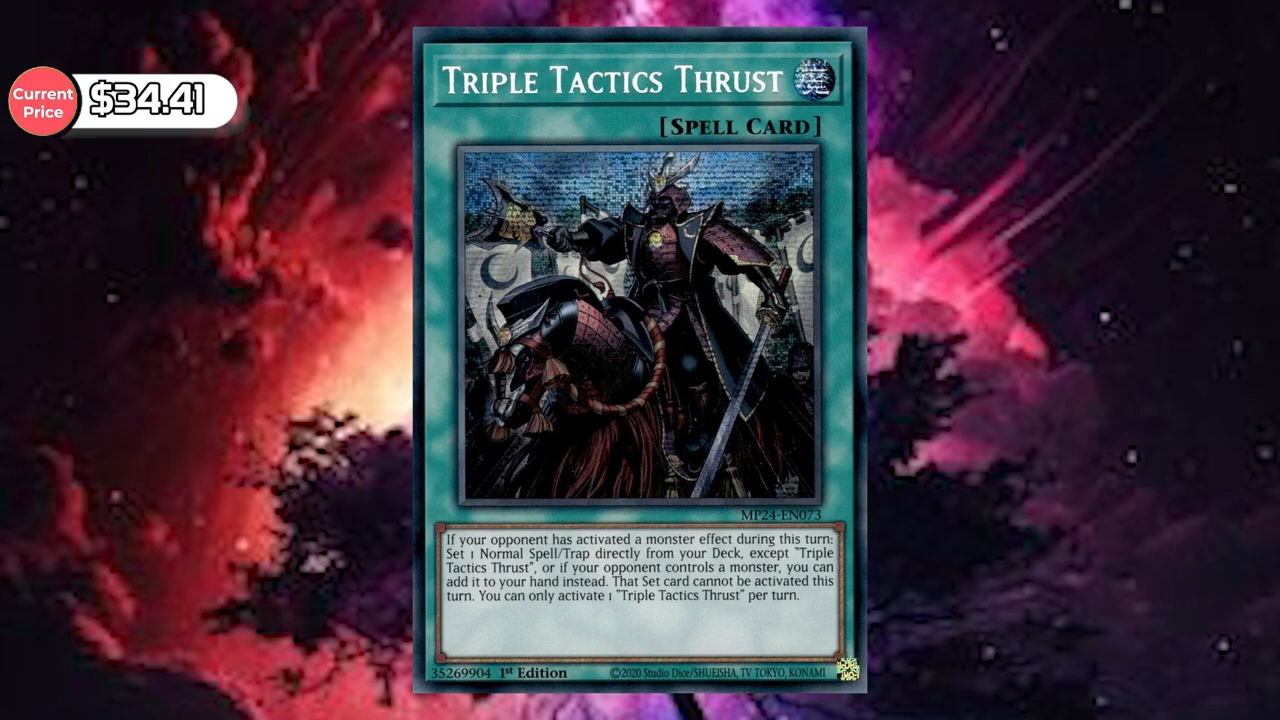 Current
Price
$34.41
TRIPLE TACTICS THRUST
[SPELL CARD]
MP24-EN073
If your opponent has activated a monster effect during this turn:
Set 1 Normal Spell/Trap directly from your Deck, except "Triple
Tactics Thrust", or if your opponent controls a monster, you can
add it to your hand instead. That Set card cannot be activated this
turn. You can only activate 1 "Triple Tactics Thrust" per turn.
35269904 1st Edition ©2020 Studio Dice/SHUEISHA, TV TOKYO, KONAMI